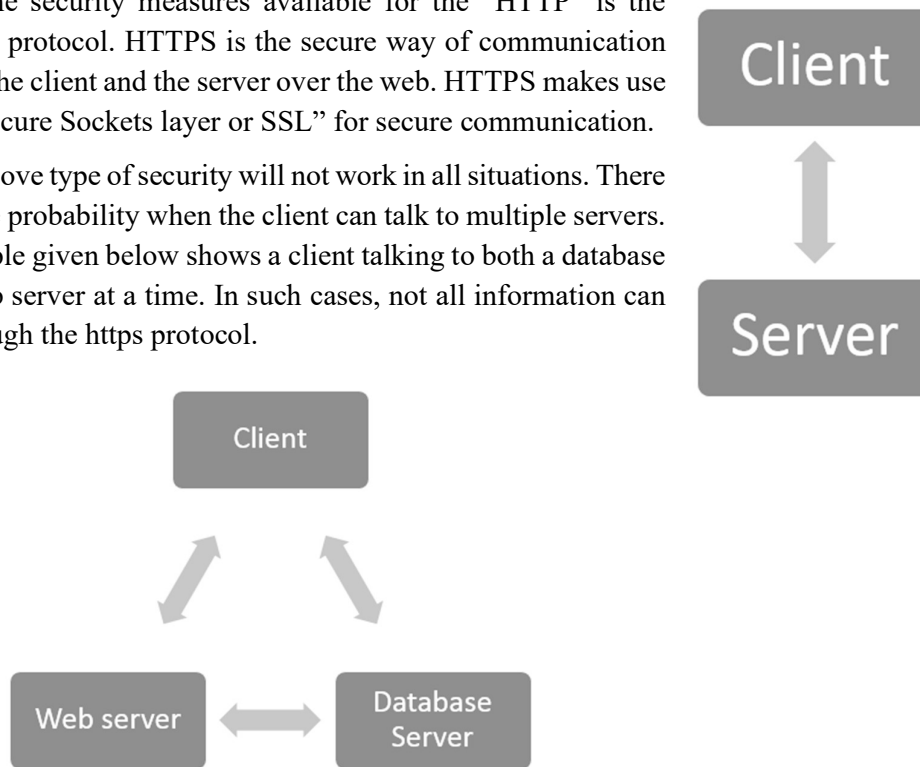 e security measures available for the "HTTP" is the
protocol. HTTPS is the secure way of communication
he client and the server over the web. HTTPS makes use
cure Sockets layer or SSL” for secure communication.
ove type of security will not work in all situations. There
probability when the client can talk to multiple servers.
ple given below shows a client talking to both a database
server at a time. In such cases, not all information can
ugh the https protocol.
Client
Server
Client
Web server
Database
Server